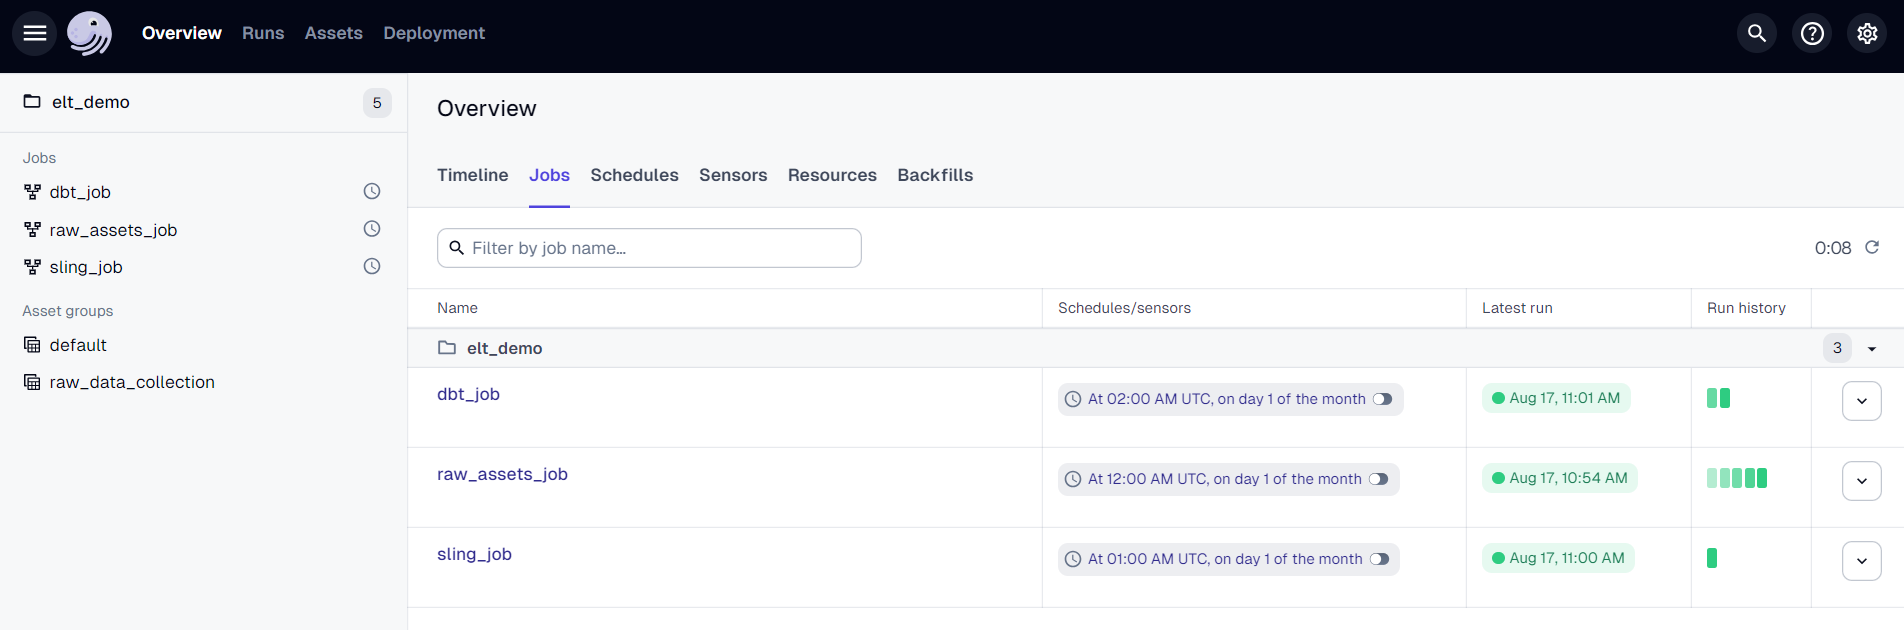 Overview Runs Assets Deployment
elt_demo 5
Jobs
dbt_job
raw_assets_job
sling_job
Asset groups
default
raw_data_collection
Overview
Timeline Jobs Schedules Sensors Resources Backfills
Filter by job name...
0:08
Name Schedules/sensors Latest run Run history
elt_demo 3
dbt_job At 02:00 AM UTC, on day 1 of the month Aug 17, 11:01 AM
raw_assets_job At 12:00 AM UTC, on day 1 of the month Aug 17, 10:54 AM
sling_job At 01:00 AM UTC, on day 1 of the month Aug 17, 11:00 AM